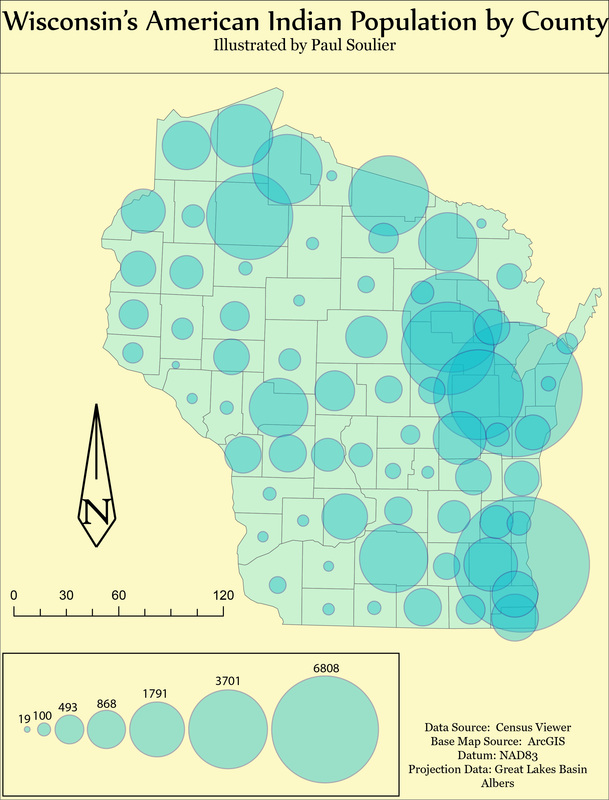 Wisconsin's American Indian Population by County
Illustrated by Paul Soulier
N
0 30 60 120
19 100 493 868 1791 3701 6808
Data Source: Census Viewer
Base Map Source: ArcGIS
Datum: NAD83
Projection Data: Great Lakes Basin
Albers